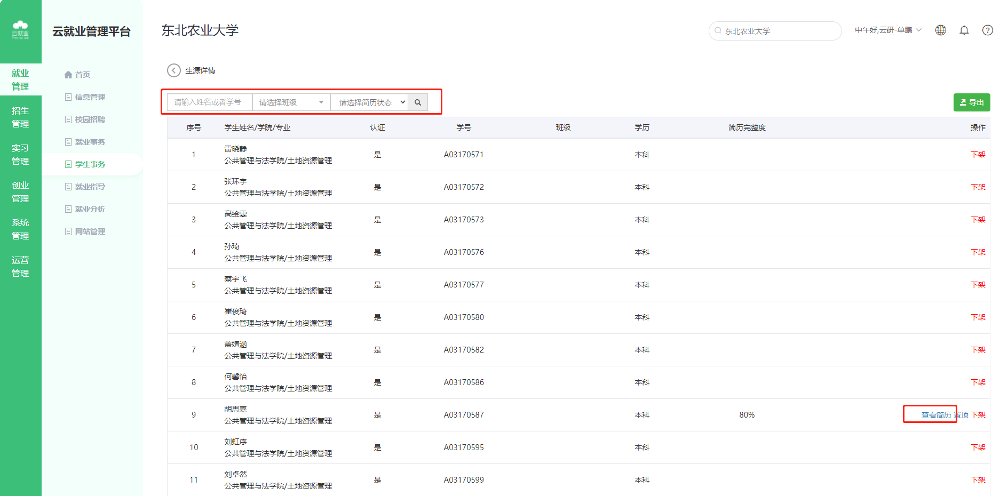 云就业
Precise Job
云就业管理平台
东北农业大学
东北农业大学
中午好,云研-单鹏
就业
管理
招生
管理
实习
管理
创业
管理
系统
管理
运营
管理
首页
信息管理
校园招聘
就业事务
学生事务
就业指导
就业分析
网站管理
生源详情
请输入姓名或者学号 请选择班级 请选择简历状态
导出
序号 学生姓名/学院/专业 认证 学号 班级 学历 简历完整度 操作
雷晓静
1 公共管理与法学院/土地资源管理 是 A03170571 本科 下架
张环宇
2 公共管理与法学院/土地资源管理 是 A03170572 本科 下架
高绘雯
3 公共管理与法学院/土地资源管理 是 A03170573 本科 下架
孙琦
4 公共管理与法学院/土地资源管理 是 A03170576 本科 下架
蔡宇飞
5 公共管理与法学院/土地资源管理 是 A03170577 本科 下架
崔俊琦
6 公共管理与法学院/土地资源管理 是 A03170580 本科 下架
盖婧涵
7 公共管理与法学院/土地资源管理 是 A03170582 本科 下架
何馨怡
8 公共管理与法学院/土地资源管理 是 A03170586 本科 下架
胡思嘉
9 公共管理与法学院/土地资源管理 是 A03170587 本科 80% 查看简历 置顶 下架
刘虹序
10 公共管理与法学院/土地资源管理 是 A03170595 本科 下架
刘卓然
11 公共管理与法学院/土地资源管理 是 A03170599 本科 下架